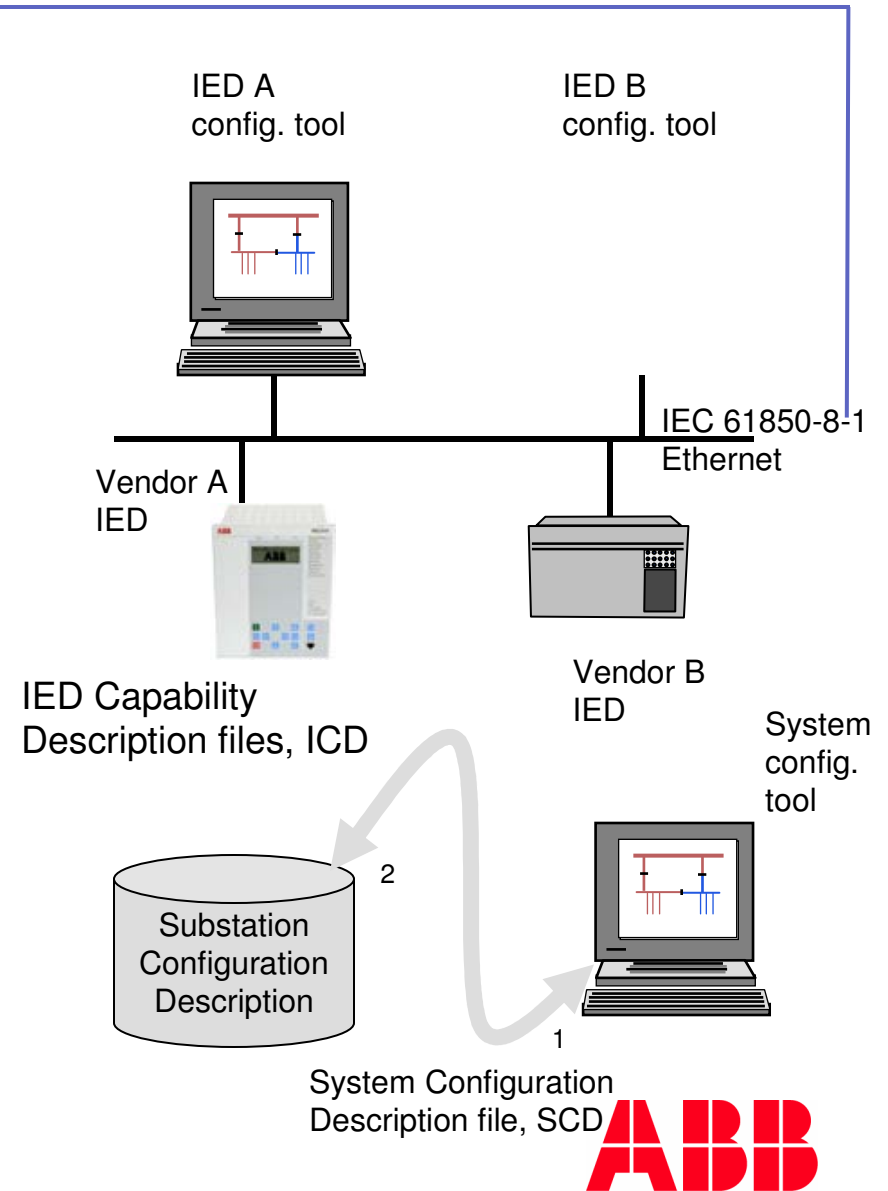 IED A
config. tool
IED B
config. tool
IEC 61850-8-1
Ethernet
Vendor A
IED
ABB
ABB
Vendor B
IED
IED Capability
Description files, ICD
System
config.
tool
2
Substation
Configuration
Description
1
System Configuration
Description file, SCD
ABB